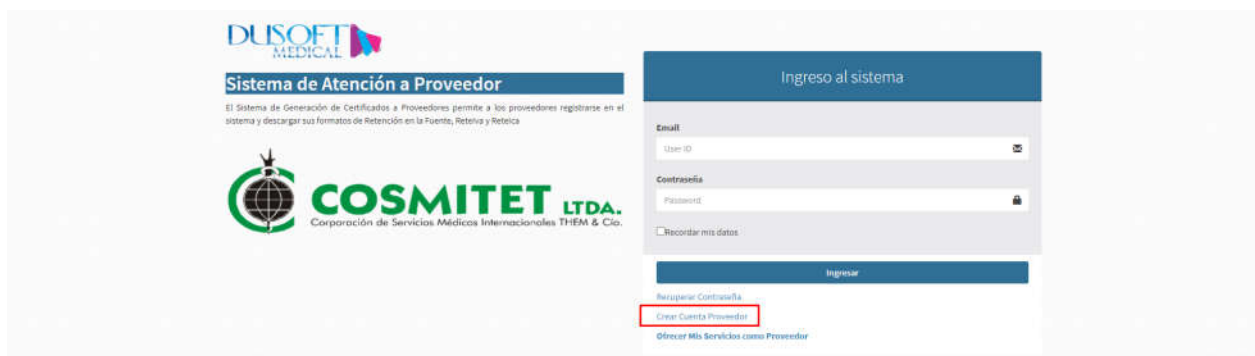 DUSOFT
MEDICAL
Sistema de Atención a Proveedor
El Sistema de Generación de Certificados a Proveedores permite a los proveedores registrarse en el
sistema y descargar sus formatos de Retención en la Fuente, Reteiva y Reteica
COSMITET LTDA.
Corporación de Servicios Médicos Internacionales THEM & Cía.
Ingreso al sistema
Email
User ID
Contraseña
Password
Recordar mis datos
Ingresar
Recuperar Contraseña
Crear Cuenta Proveedor
Ofrecer Mis Servicios como Proveedor